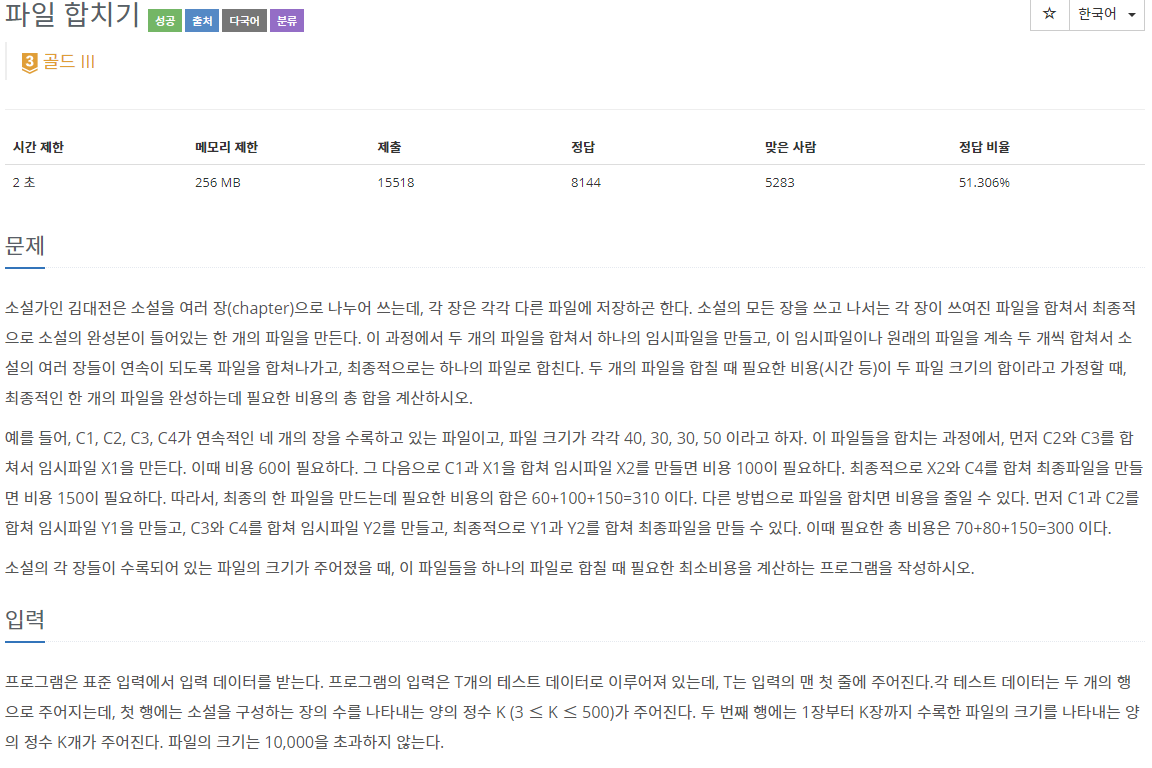 파일 합치기 성공 출처 다국어 분류
☆ 한국어
3 골드 III
시간 제한 메모리 제한 제출 정답 맞은 사람 정답 비율
2 초 256 MB 15518 8144 5283 51.306%
문제
소설가인 김대전은 소설을 여러 장(chapter)으로 나누어 쓰는데, 각 장은 각각 다른 파일에 저장하곤 한다. 소설의 모든 장을 쓰고 나서는 각 장이 쓰여진 파일을 합쳐서 최종적
으로 소설의 완성본이 들어있는 한 개의 파일을 만든다. 이 과정에서 두 개의 파일을 합쳐서 하나의 임시파일을 만들고, 이 임시파일이나 원래의 파일을 계속 두 개씩 합쳐서 소
설의 여러 장들이 연속이 되도록 파일을 합쳐나가고, 최종적으로는 하나의 파일로 합친다. 두 개의 파일을 합칠 때 필요한 비용(시간 등)이 두 파일 크기의 합이라고 가정할 때,
최종적인 한 개의 파일을 완성하는데 필요한 비용의 총 합을 계산하시오.
예를 들어, C1, C2, C3, C4가 연속적인 네 개의 장을 수록하고 있는 파일이고, 파일 크기가 각각 40, 30, 30, 50 이라고 하자. 이 파일들을 합치는 과정에서, 먼저 C2와 C3를 합
쳐서 임시파일 X1을 만든다. 이때 비용 60이 필요하다. 그 다음으로 C1과 X1을 합쳐 임시파일 X2를 만들면 비용 100이 필요하다. 최종적으로 X2와 C4를 합쳐 최종파일을 만들
면 비용 150이 필요하다. 따라서, 최종의 한 파일을 만드는데 필요한 비용의 합은 60+100+150=310 이다. 다른 방법으로 파일을 합치면 비용을 줄일 수 있다. 먼저 C1과 C2를
합쳐 임시파일 Y1을 만들고, C3와 C4를 합쳐 임시파일 Y2를 만들고, 최종적으로 Y1과 Y2를 합쳐 최종파일을 만들 수 있다. 이때 필요한 총 비용은 70+80+150=300 이다.
소설의 각 장들이 수록되어 있는 파일의 크기가 주어졌을 때, 이 파일들을 하나의 파일로 합칠 때 필요한 최소비용을 계산하는 프로그램을 작성하시오.
입력
프로그램은 표준 입력에서 입력 데이터를 받는다. 프로그램의 입력은 T개의 테스트 데이터로 이루어져 있는데, T는 입력의 맨 첫 줄에 주어진다.각 테스트 데이터는 두 개의 행
으로 주어지는데, 첫 행에는 소설을 구성하는 장의 수를 나타내는 양의 정수 K (3 ≤ K ≤ 500)가 주어진다. 두 번째 행에는 1장부터 K장까지 수록한 파일의 크기를 나타내는 양
의 정수 K개가 주어진다. 파일의 크기는 10,000을 초과하지 않는다.